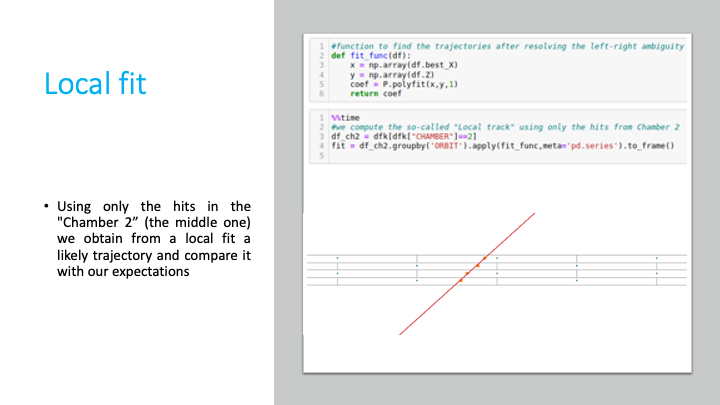 Local fit
• Using only the hits in the
"Chamber 2” (the middle one)
we obtain from a local fit a
likely trajectory and compare it
with our expectations
1 #function to find the trajectories after resolving the left-right ambiguity
2 def fit_func(df):
3 x = np.array(df.best_X)
4 y = np.array(df.Z)
5 coef = P.polyfit(x,y,1)
6 return coef
1 %%time
2 #we compute the so-called "Local track" using only the hits from Chamber 2
3 df_ch2 = dfk[dfk["CHAMBER"]==2]
4 fit = df_ch2.groupby('ORBIT').apply(fit_func,meta='pd.series').to_frame()
5